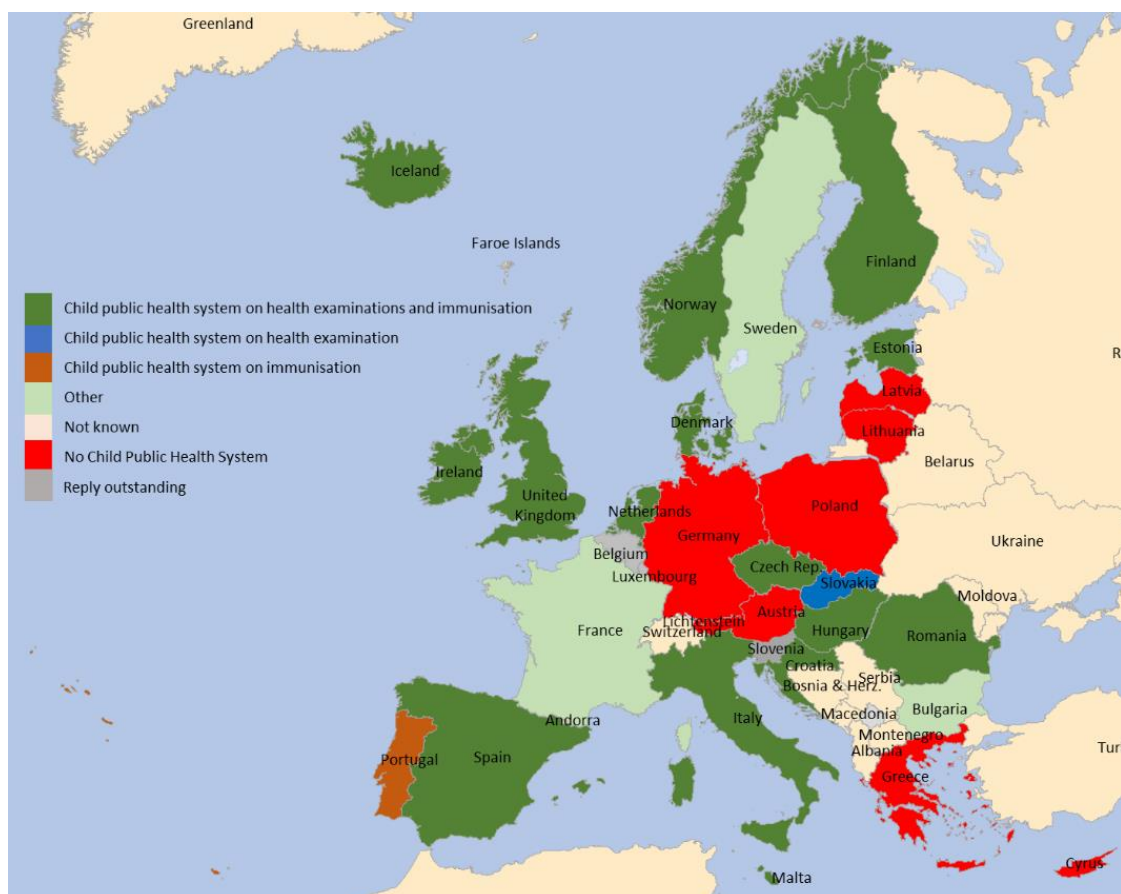 Greenland
Iceland
Faroe Islands
Finland
Norway
Sweden
Estonia
Child public health system on health examinations and immunisation
Child public health system on health examination
Child public health system on immunisation
Other
Not known
No Child Public Health System
Reply outstanding
R
Latvia
Lithuania
Denmark
Belarus
Ireland
United
Kingdom
Netherlands
Poland
Germany
Ukraine
Belgium
Czech Rep.
Luxembourg
Slovakia
Moldova
Austria
Lichtenstein
France
Switzerland
Hungary
Romania
Slovenia
Croatia
Serbia
Bosnia & Herz.
Bulgaria
Macedonia
Andorra
Italy
Montenegro
Albania
Portugal
Spain
Tur
Greece
Cyrus
Malta